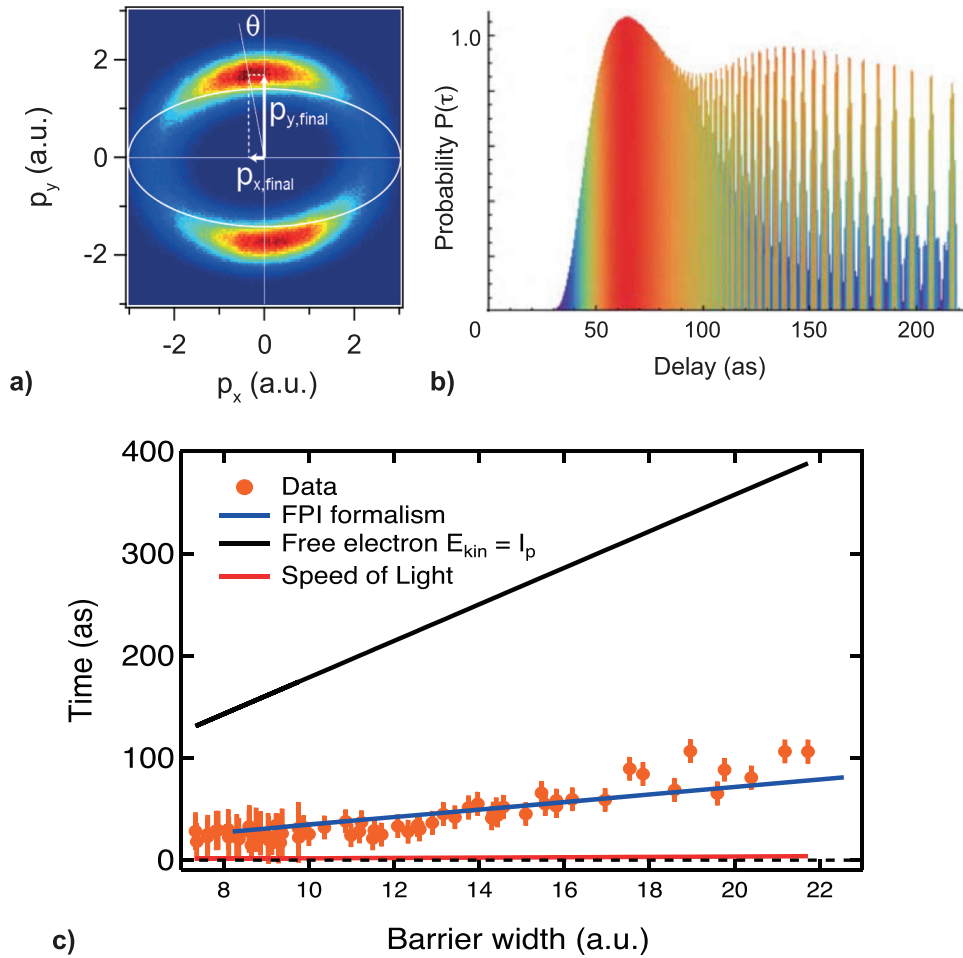 θ
2
0
-2
p_y (a.u.)
p_y,final
p_x,final
-2 0 2
p_x (a.u.)
a)
1.0
Probability P(τ)
0 50 100 150 200
Delay (as)
b)
400
300
200
100
0
Time (as)
Data
FPI formalism
Free electron E_kin = I_p
Speed of Light
8 10 12 14 16 18 20 22
Barrier width (a.u.)
c)